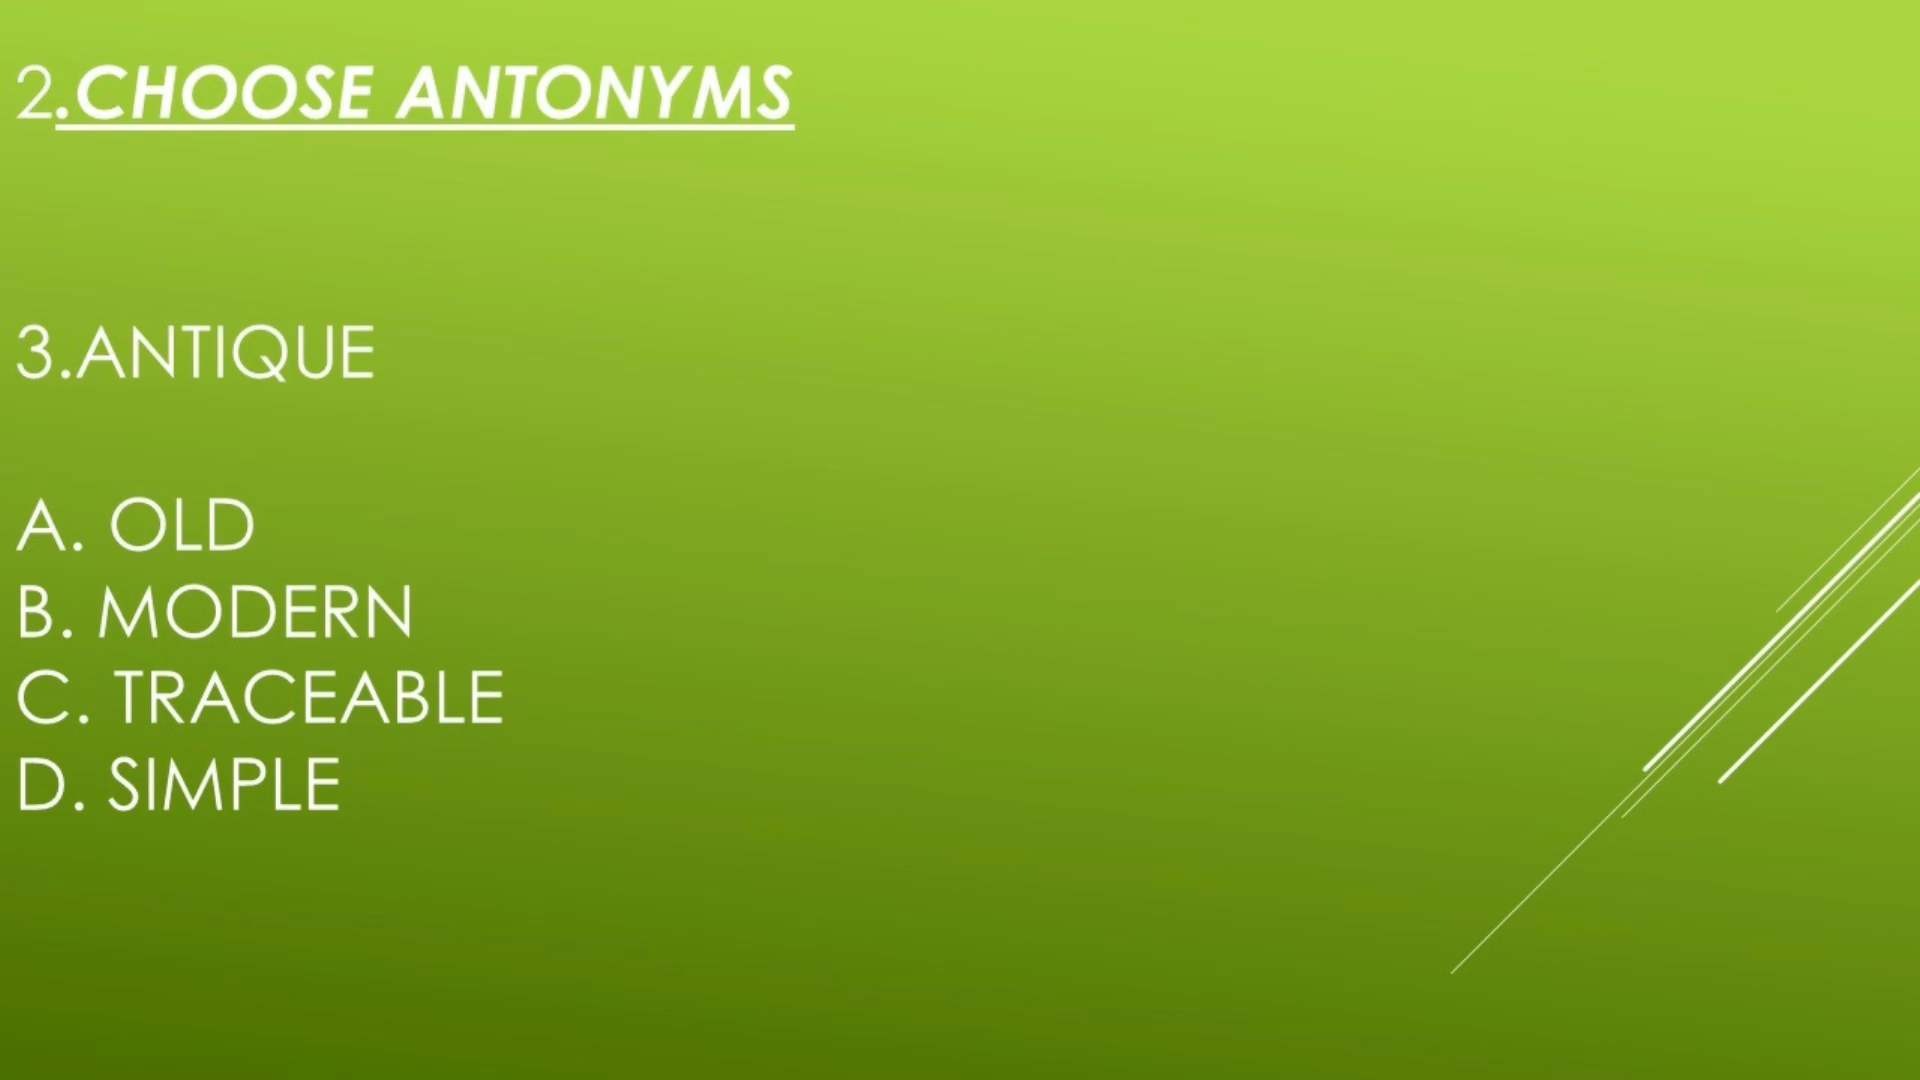 2.CHOOSE ANTONYMS
3.ANTIQUE
A. OLD
B. MODERN
C. TRACEABLE
D. SIMPLE